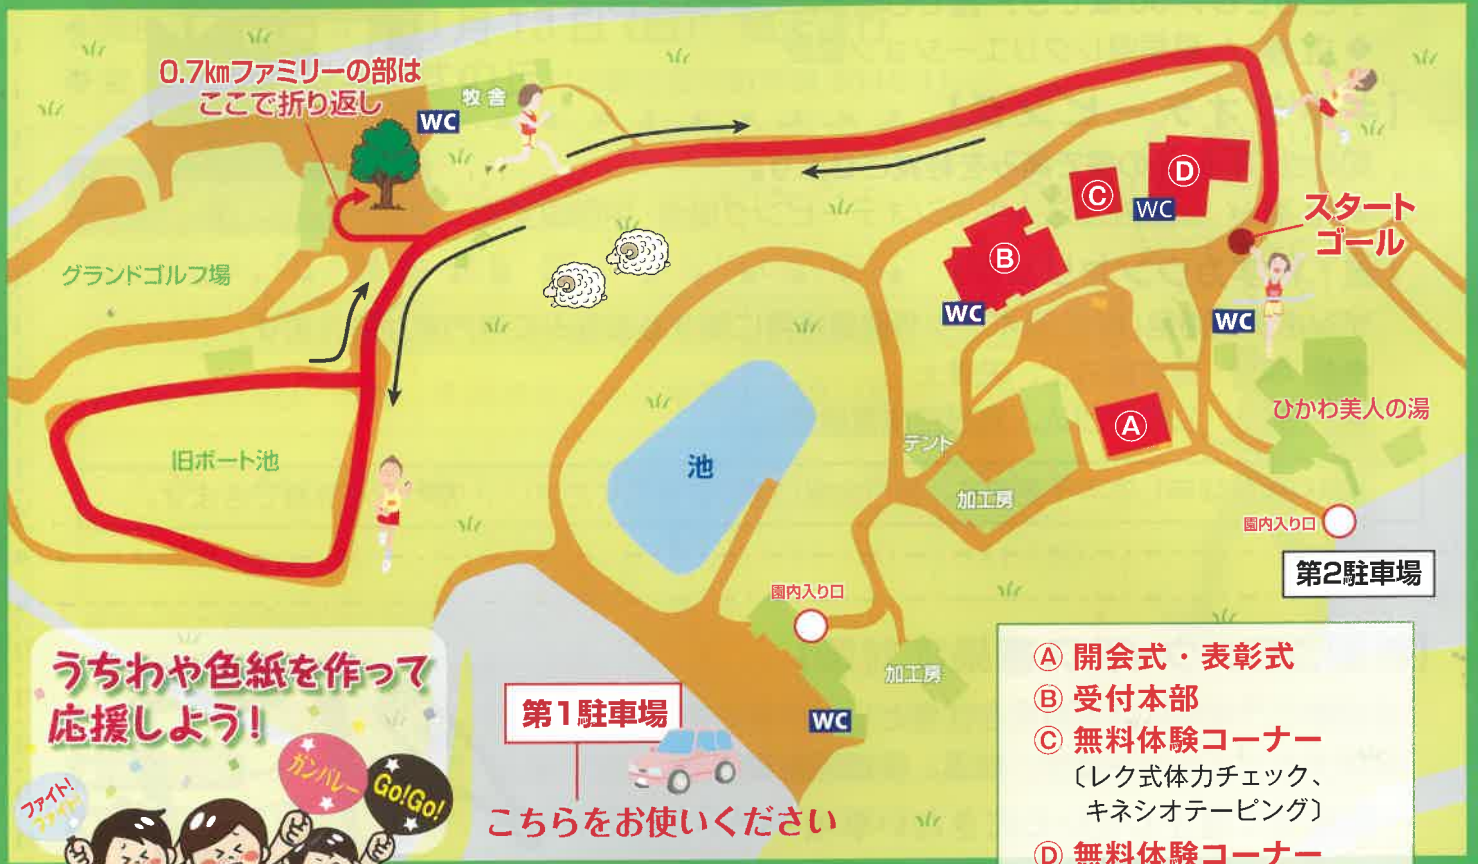 0.7kmファミリーの部は
ここで折り返し
WC
牧舎
グランドゴルフ場
旧ボート池
池
Ⓓ
Ⓒ
WC
Ⓑ
WC
スタート
ゴール
WC
Ⓐ
ひかわ美人の湯
テント
加工房
園内入り口
第2駐車場
園内入り口
加工房
WC
第1駐車場
こちらをお使いください
うちわや色紙を作って
応援しよう!
ガンバレー
Go!Go!
ファイト!
ファイト!
Ⓐ 開会式・表彰式
Ⓑ 受付本部
Ⓒ 無料体験コーナー
〔レク式体力チェック、
キネシオテーピング〕
Ⓓ 無料体験コーナー